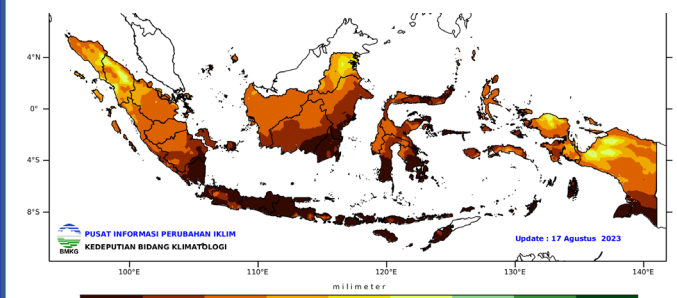 4°N
0°
4°S
8°S
BMKG
PUSAT INFORMASI PERUBAHAN IKLIM
KEDEPUTIAN BIDANG KLIMATOLOGI
Update : 17 Agustus 2023
100°E 110°E 120°E 130°E 140°E
milimeter